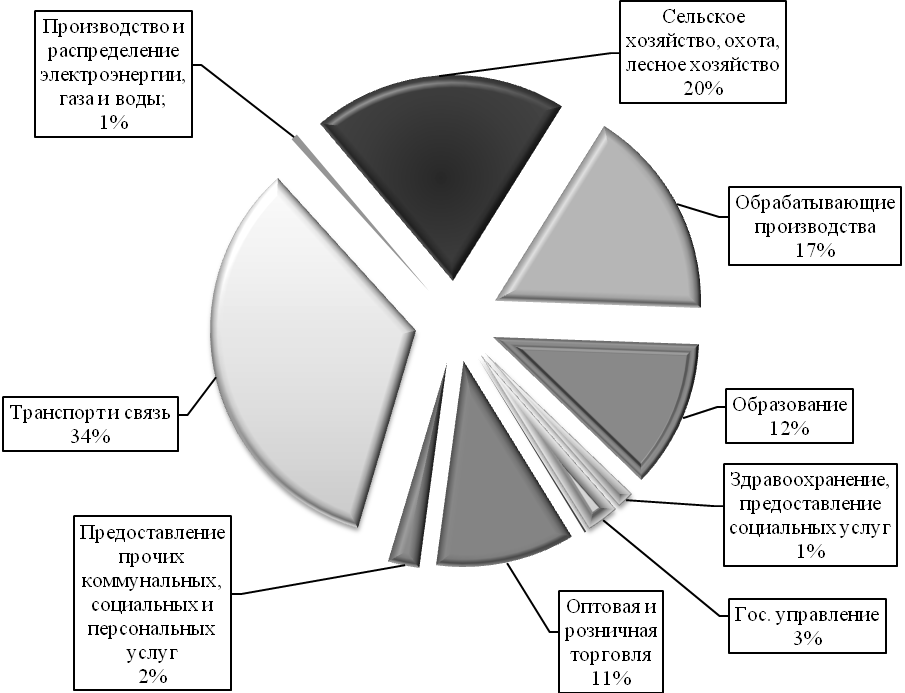 Производство и
распределение
электроэнергии,
газа и воды;
1%
Сельское
хозяйство, охота,
лесное хозяйство
20%
Обрабатывающие
производства
17%
Образование
12%
Здравоохранение,
предоставление
социальных услуг
1%
Гос. управление
3%
Оптовая и
розничная
торговля
11%
Предоставление
прочих
коммунальных,
социальных и
персональных
услуг
2%
Транспорт и связь
34%